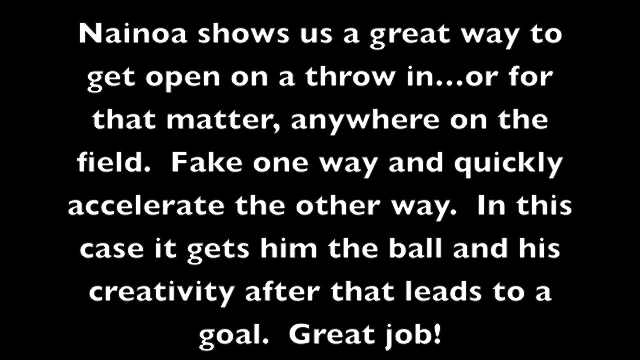 Nainoa shows us a great way to
get open on a throw in...or for
that matter, anywhere on the
field.  Fake one way and quickly
accelerate the other way.  In this
case it gets him the ball and his
creativity after that leads to a
goal.  Great job!